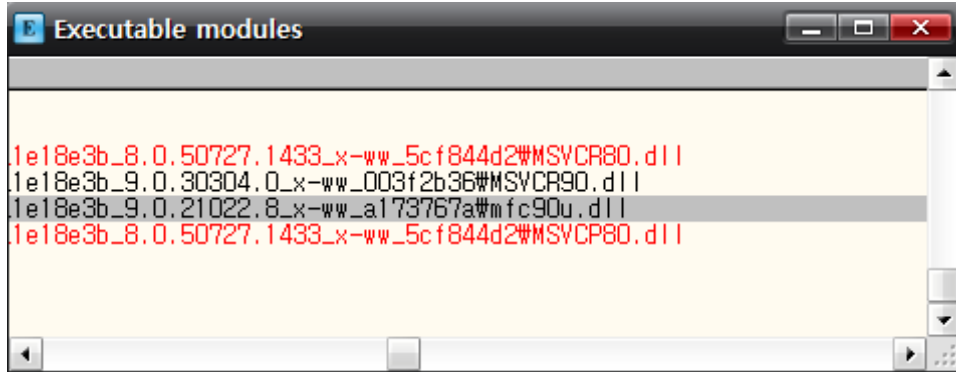 E Executable modules
.1e18e3b_8.0.50727.1433_x-ww_5cf844d2₩MSVCR80.dll
.1e18e3b_9.0.30304.0_x-ww_003f2b36₩MSVCR90.dll
.1e18e3b_9.0.21022.8_x-ww_a173767a₩mfc90u.dll
.1e18e3b_8.0.50727.1433_x-ww_5cf844d2₩MSVCP80.dll